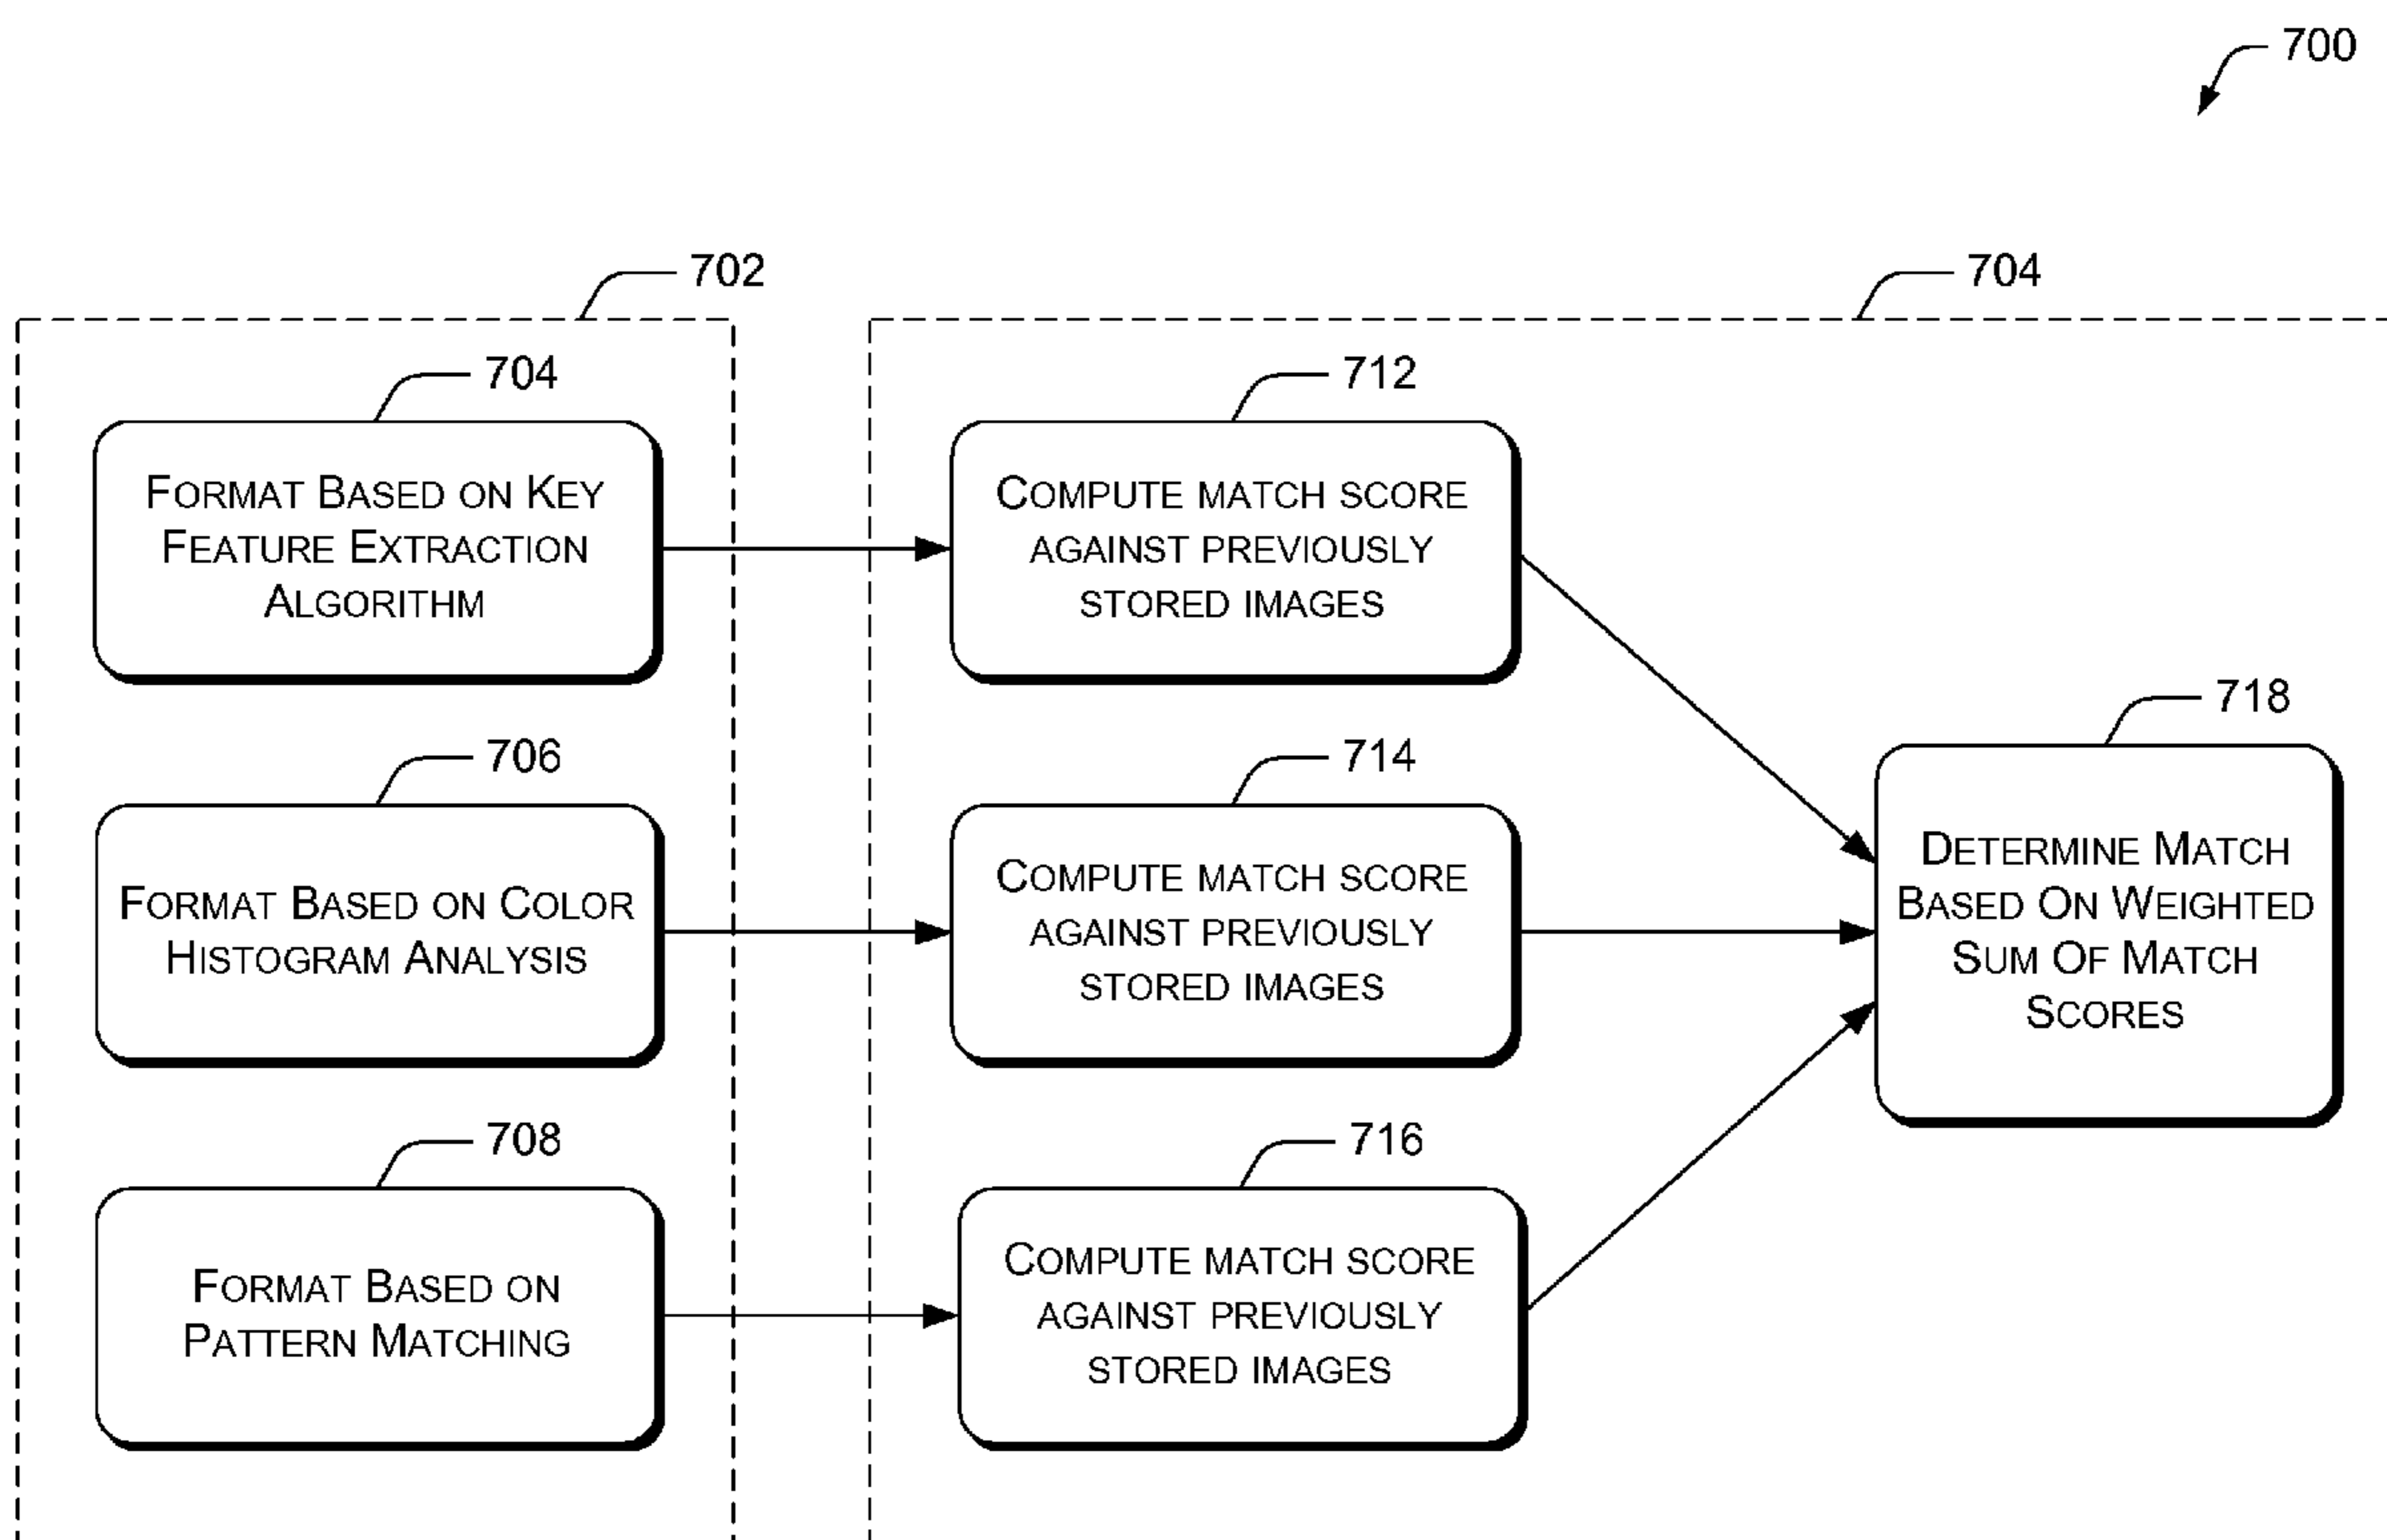 700
702
704
704
FORMAT BASED ON KEY
FEATURE EXTRACTION
ALGORITHM
712
COMPUTE MATCH SCORE
AGAINST PREVIOUSLY
STORED IMAGES
706
FORMAT BASED ON COLOR
HISTOGRAM ANALYSIS
714
COMPUTE MATCH SCORE
AGAINST PREVIOUSLY
STORED IMAGES
718
DETERMINE MATCH
BASED ON WEIGHTED
SUM OF MATCH
SCORES
708
FORMAT BASED ON
PATTERN MATCHING
716
COMPUTE MATCH SCORE
AGAINST PREVIOUSLY
STORED IMAGES